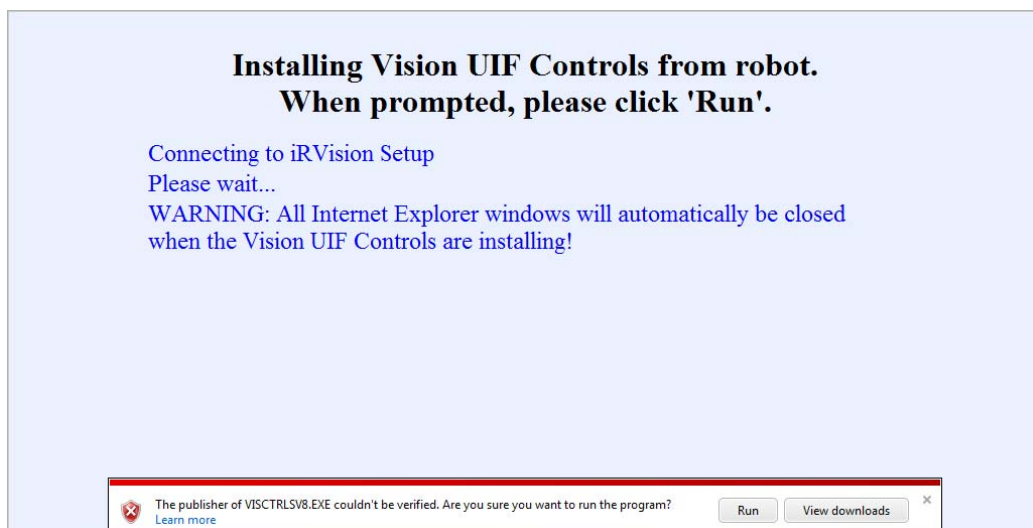 Installing Vision UIF Controls from robot.
When prompted, please click 'Run'.
Connecting to iRVision Setup
Please wait...
WARNING: All Internet Explorer windows will automatically be closed
when the Vision UIF Controls are installing!
The publisher of VISCTRLSV8.EXE couldn't be verified. Are you sure you want to run the program?
Learn more
Run
View downloads